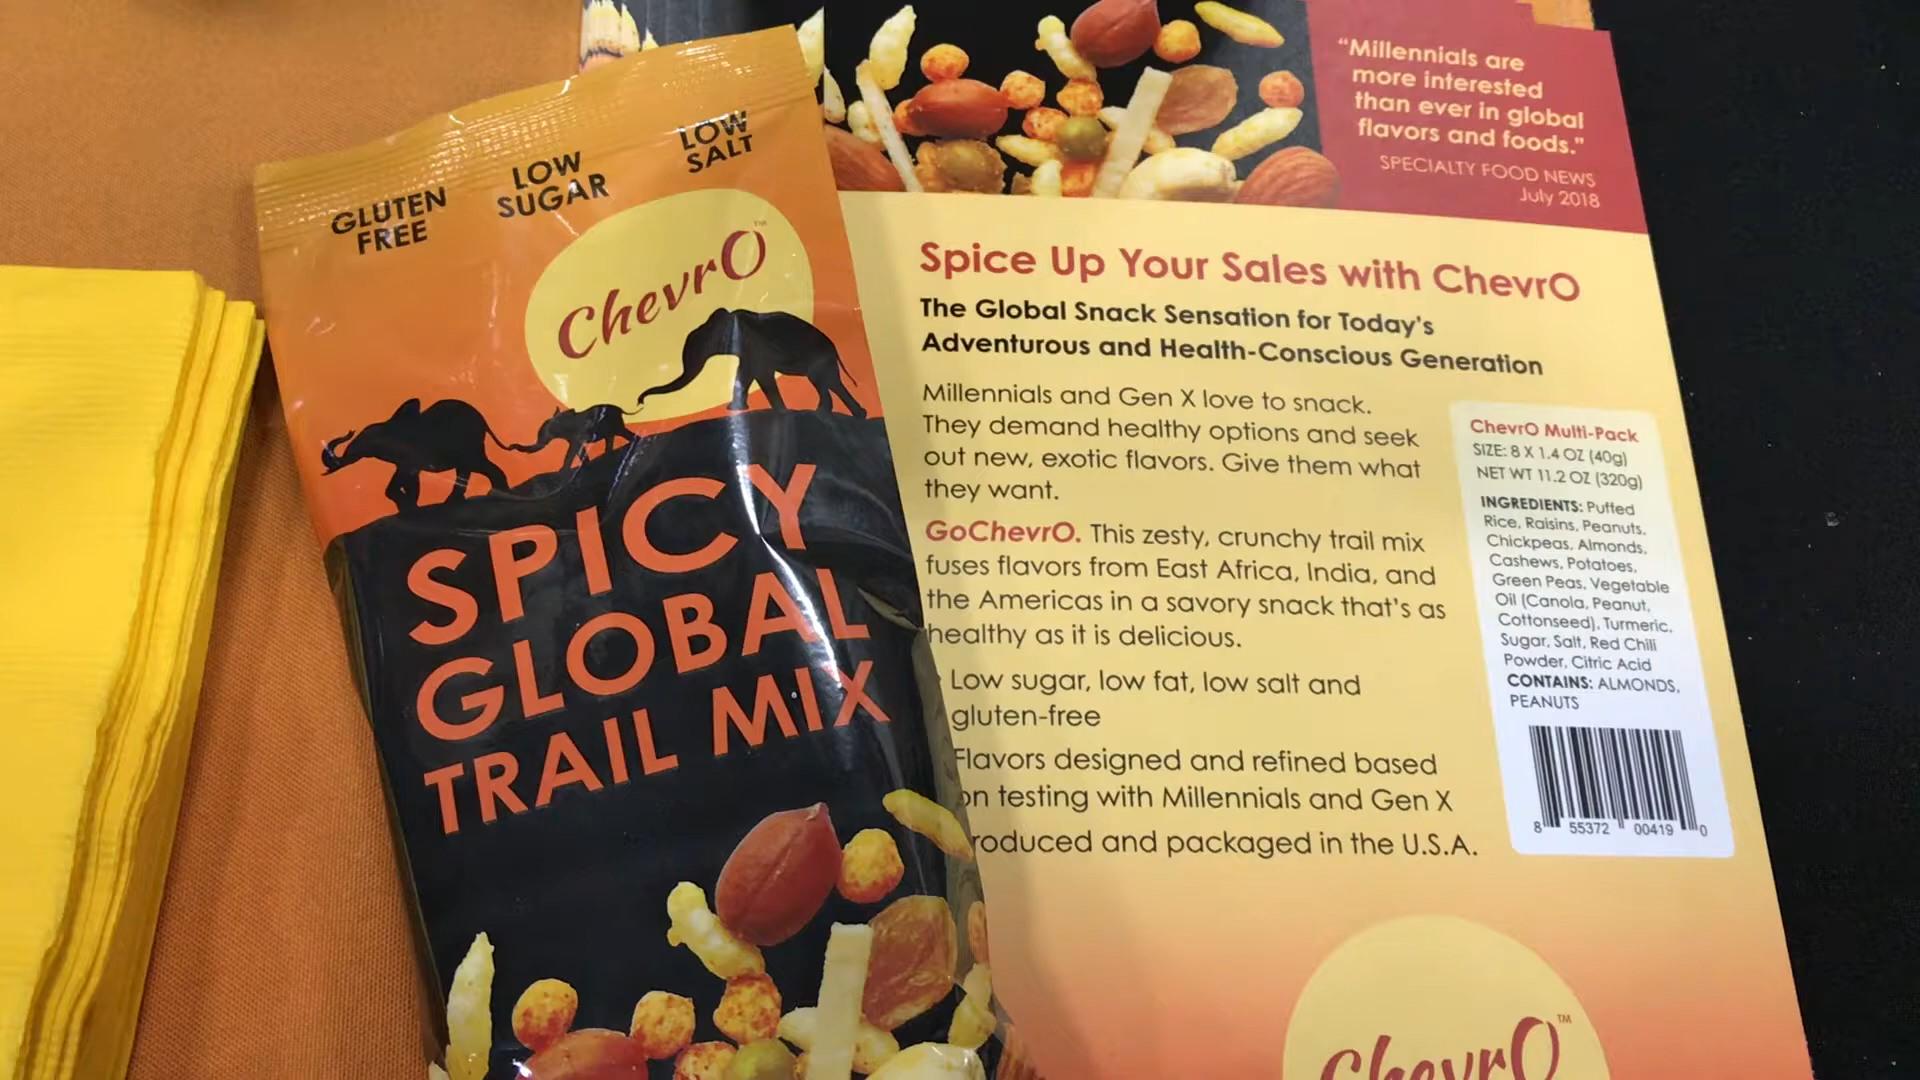 GLUTEN
FREE
LOW
SUGAR
LOW
SALT
ChevrO™
SPICY
GLOBAL
TRAIL MIX
“Millennials are
more interested
than ever in global
flavors and foods.”
SPECIALTY FOOD NEWS
July 2018
Spice Up Your Sales with ChevrO
The Global Snack Sensation for Today’s
Adventurous and Health-Conscious Generation
Millennials and Gen X love to snack.
They demand healthy options and seek
out new, exotic flavors. Give them what
they want.
GoChevrO. This zesty, crunchy trail mix
fuses flavors from East Africa, India, and
the Americas in a savory snack that’s as
healthy as it is delicious.
Low sugar, low fat, low salt and
gluten-free
Flavors designed and refined based
on testing with Millennials and Gen X
roduced and packaged in the U.S.A.
ChevrO Multi-Pack
SIZE: 8 X 1.4 OZ (40g)
NET WT 11.2 OZ (320g)
INGREDIENTS: Puffed
Rice, Raisins, Peanuts,
Chickpeas, Almonds,
Cashews, Potatoes,
Green Peas, Vegetable
Oil (Canola, Peanut,
Cottonseed), Turmeric,
Sugar, Salt, Red Chili
Powder, Citric Acid
CONTAINS: ALMONDS,
PEANUTS
8 55372 00419 0
ChevrO™